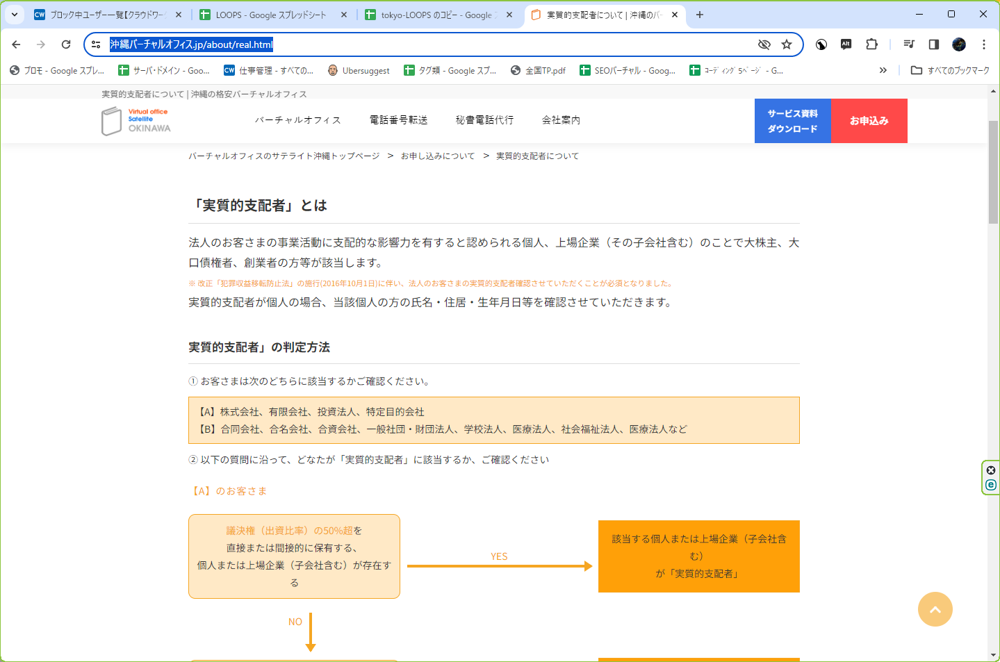 ブロック中ユーザー一覧【クラウドワー
LOOPS - Google スプレッドシート
tokyo-LOOPS のコピー - Google
実質的支配者について | 沖縄のバー
沖縄バーチャルオフィス.jp/about/real.html
プロモ - Google スプレ...
サーバ・ドメイン - Goo...
仕事管理 - すべての...
Ubersuggest
タグ類 - Google スプ...
全国TP.pdf
SEOバーチャル - Goog...
ｺｰﾃﾞｨﾝｸﾞ 5ﾍﾟｰｼﾞ - G...
すべてのブックマーク
実質的支配者について | 沖縄の格安バーチャルオフィス
Virtual office
Satellite
OKINAWA
バーチャルオフィス
電話番号転送
秘書電話代行
会社案内
サービス資料
ダウンロード
お申込み
バーチャルオフィスのサテライト沖縄トップページ > お申し込みについて > 実質的支配者について
「実質的支配者」とは
法人のお客さまの事業活動に支配的な影響力を有すると認められる個人、上場企業（その子会社含む）のことで大株主、大
口債権者、創業者の方等が該当します。
※ 改正「犯罪収益移転防止法」の施行(2016年10月1日)に伴い、法人のお客さまの実質的支配者確認させていただくことが必須となりました。
実質的支配者が個人の場合、当該個人の方の氏名・住居・生年月日等を確認させていただきます。
実質的支配者」の判定方法
① お客さまは次のどちらに該当するかご確認ください。
【A】株式会社、有限会社、投資法人、特定目的会社
【B】合同会社、合名会社、合資会社、一般社団・財団法人、学校法人、医療法人、社会福祉法人、医療法人など
② 以下の質問に沿って、どなたが「実質的支配者」に該当するか、ご確認ください
【A】のお客さま
議決権（出資比率）の50%超を
直接または間接的に保有する、
個人または上場企業（子会社含む）が存在す
る
YES
該当する個人または上場企業（子会社含
む）
が「実質的支配者」
NO